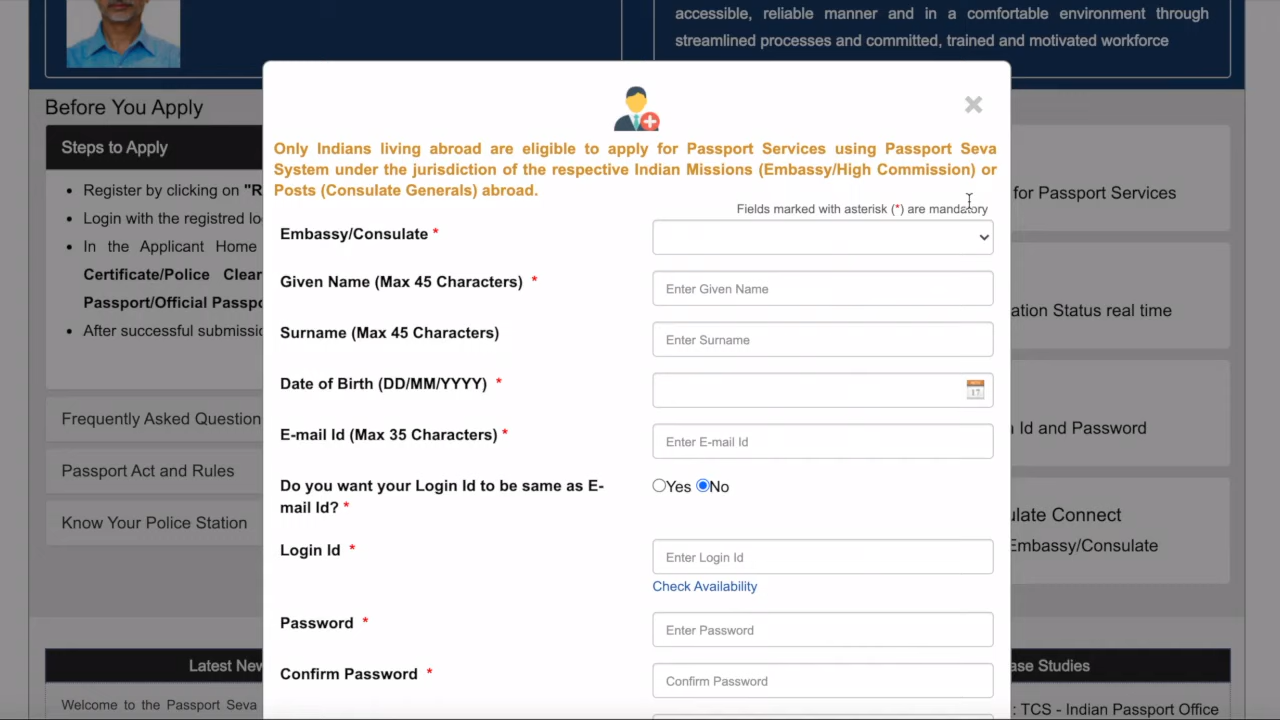 accessible, reliable manner and in a comfortable environment through
streamlined processes and committed, trained and motivated workforce
Before You Apply
Steps to Apply
Register by clicking on "R
Login with the registered lo
In the Applicant Home
Certificate/Police Clear
Passport/Official Passpo
After successful submissi
Frequently Asked Question
Passport Act and Rules
Know Your Police Station
Latest New
Welcome to the Passport Seva
×
Only Indians living abroad are eligible to apply for Passport Services using Passport Seva
System under the jurisdiction of the respective Indian Missions (Embassy/High Commission) or
Posts (Consulate Generals) abroad.
Fields marked with asterisk (*) are mandatory
Embassy/Consulate *
Given Name (Max 45 Characters) *
Enter Given Name
Surname (Max 45 Characters)
Enter Surname
Date of Birth (DD/MM/YYYY) *
17
E-mail Id (Max 35 Characters) *
Enter E-mail Id
Do you want your Login Id to be same as E-
mail Id? *
Yes No
Login Id *
Enter Login Id
Check Availability
Password *
Enter Password
Confirm Password *
Confirm Password
for Passport Services
ation Status real time
Id and Password
ulate Connect
Embassy/Consulate
ase Studies
: TCS - Indian Passport Office